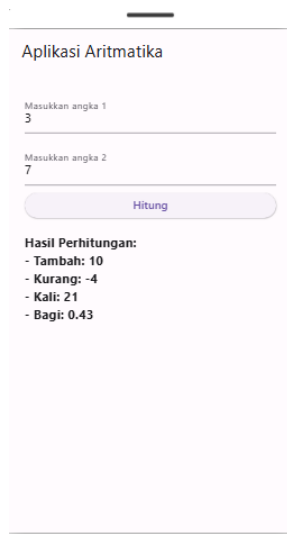 Aplikasi Aritmatika
Masukkan angka 1
3
Masukkan angka 2
7
Hitung
Hasil Perhitungan:
- Tambah: 10
- Kurang: -4
- Kali: 21
- Bagi: 0.43